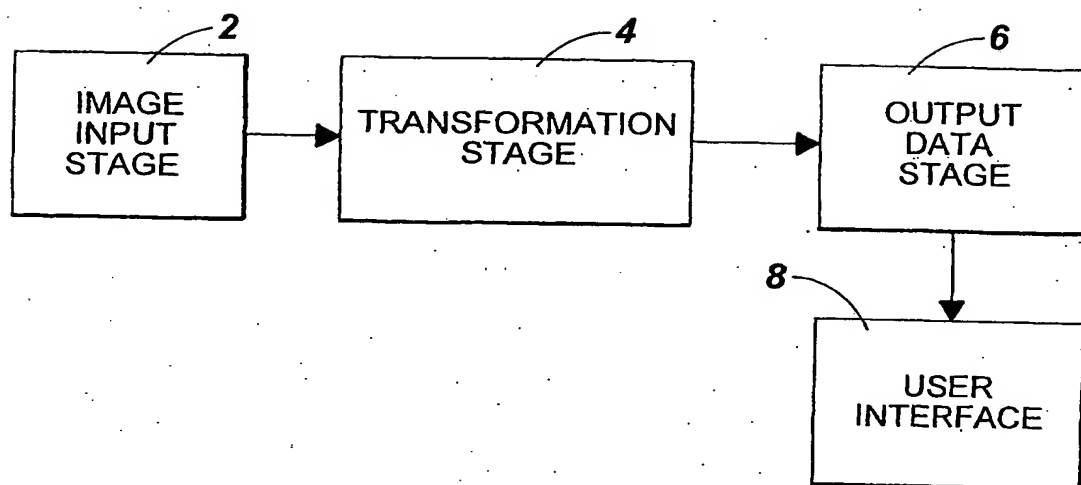 2
IMAGE
INPUT
STAGE
4
TRANSFORMATION
STAGE
6
OUTPUT
DATA
STAGE
8
USER
INTERFACE